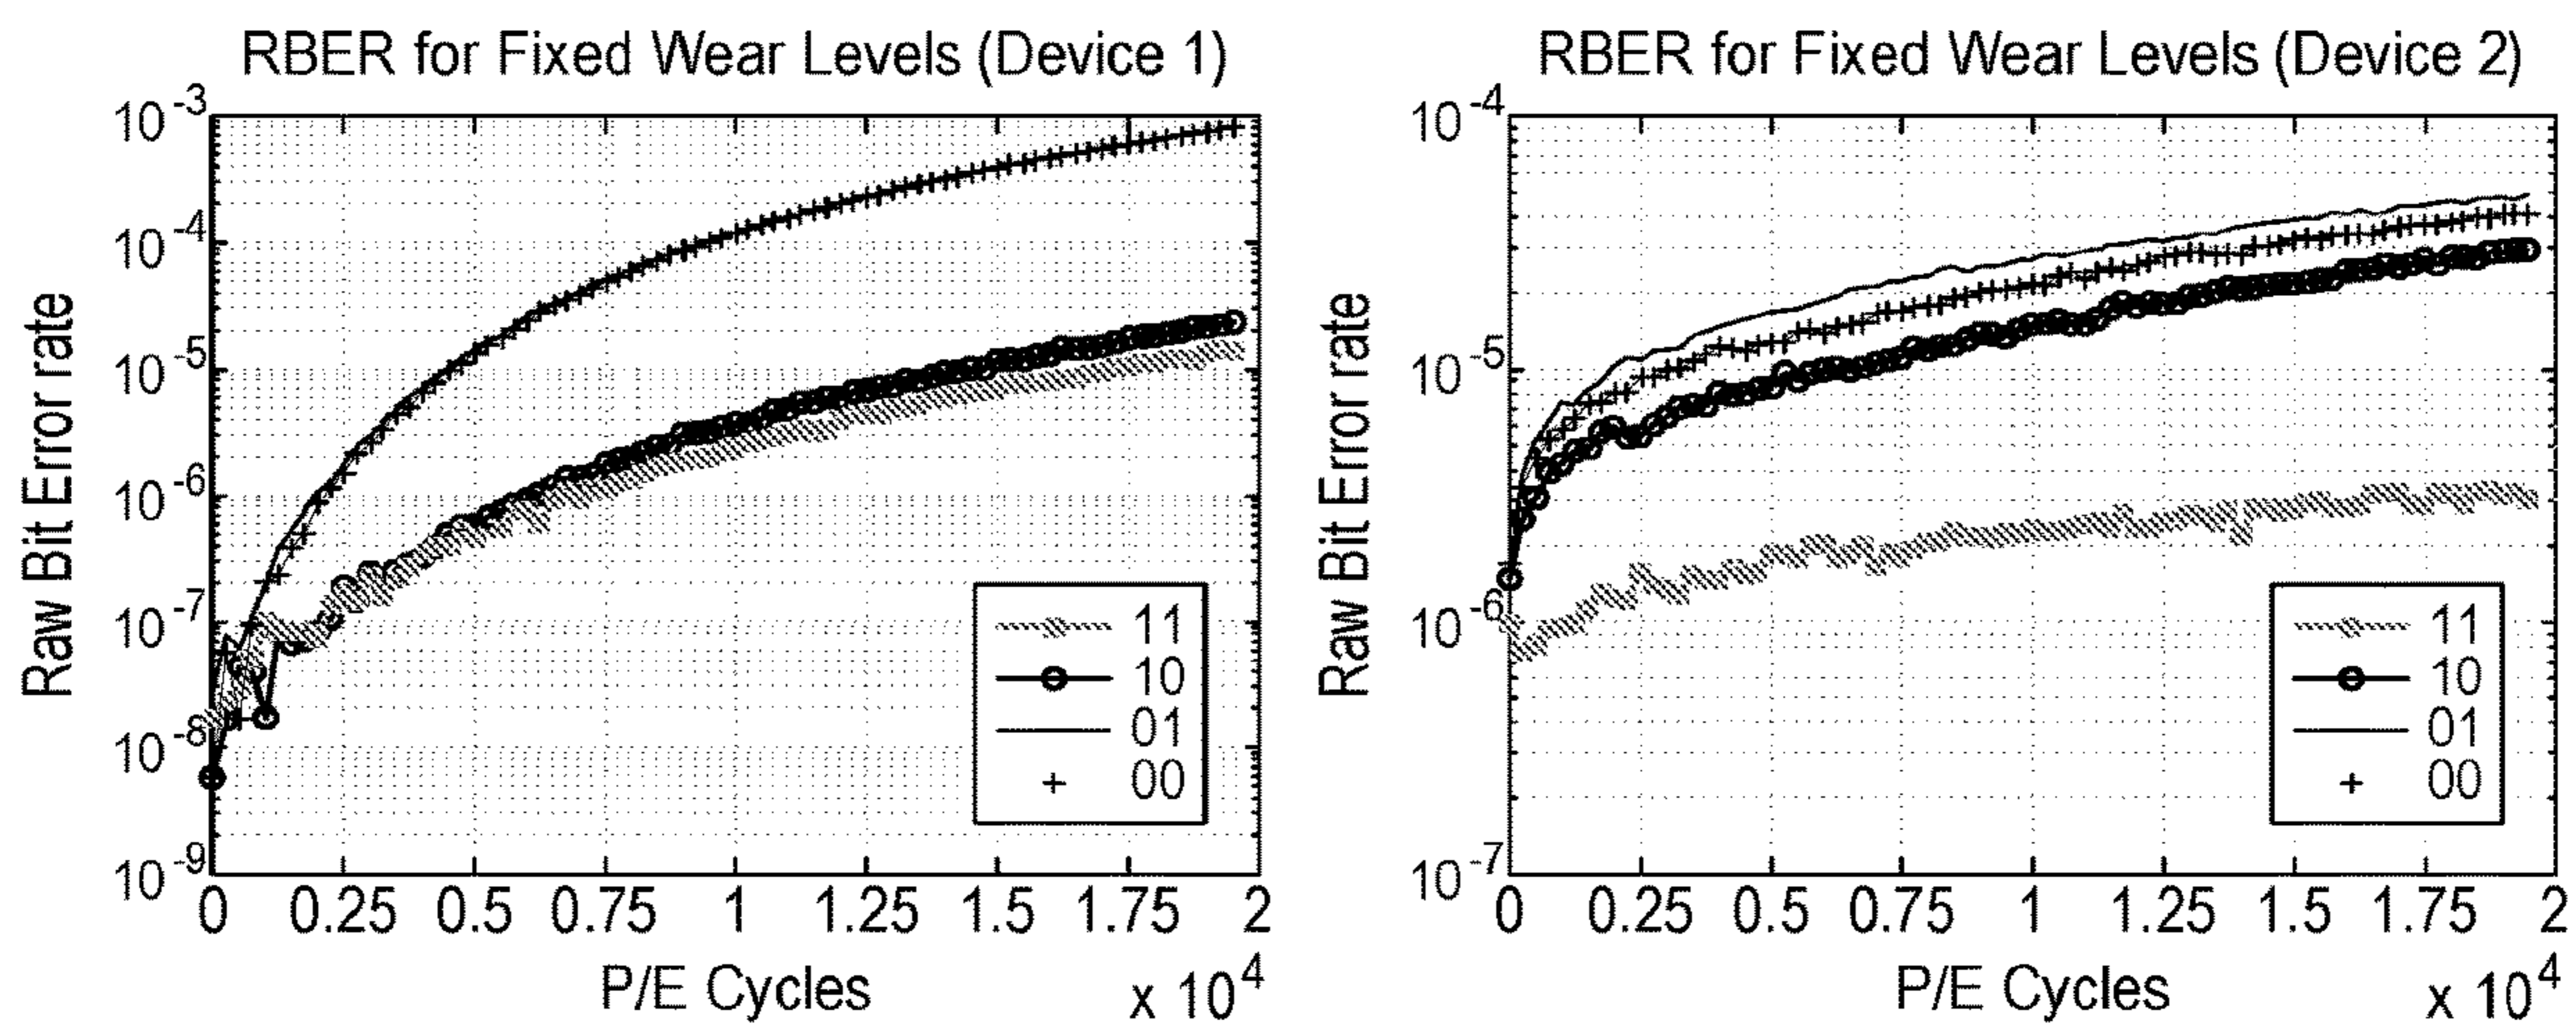 RBER for Fixed Wear Levels (Device 1)
Raw Bit Error rate
10^-3
10^-4
10^-5
10^-6
10^-7
10^-8
10^-9
0 0.25 0.5 0.75 1 1.25 1.5 1.75 2
P/E Cycles
x 10^4
11
10
01
00
RBER for Fixed Wear Levels (Device 2)
Raw Bit Error rate
10^-4
10^-5
10^-6
10^-7
0 0.25 0.5 0.75 1 1.25 1.5 1.75 2
P/E Cycles
x 10^4
11
10
01
00